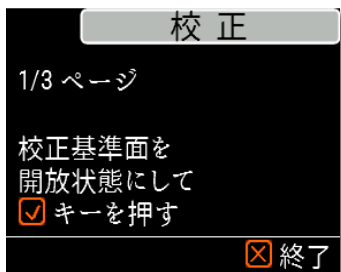 校正
1/3 ページ
校正基準面を
開放状態にして
☑ キーを押す
☒ 終了